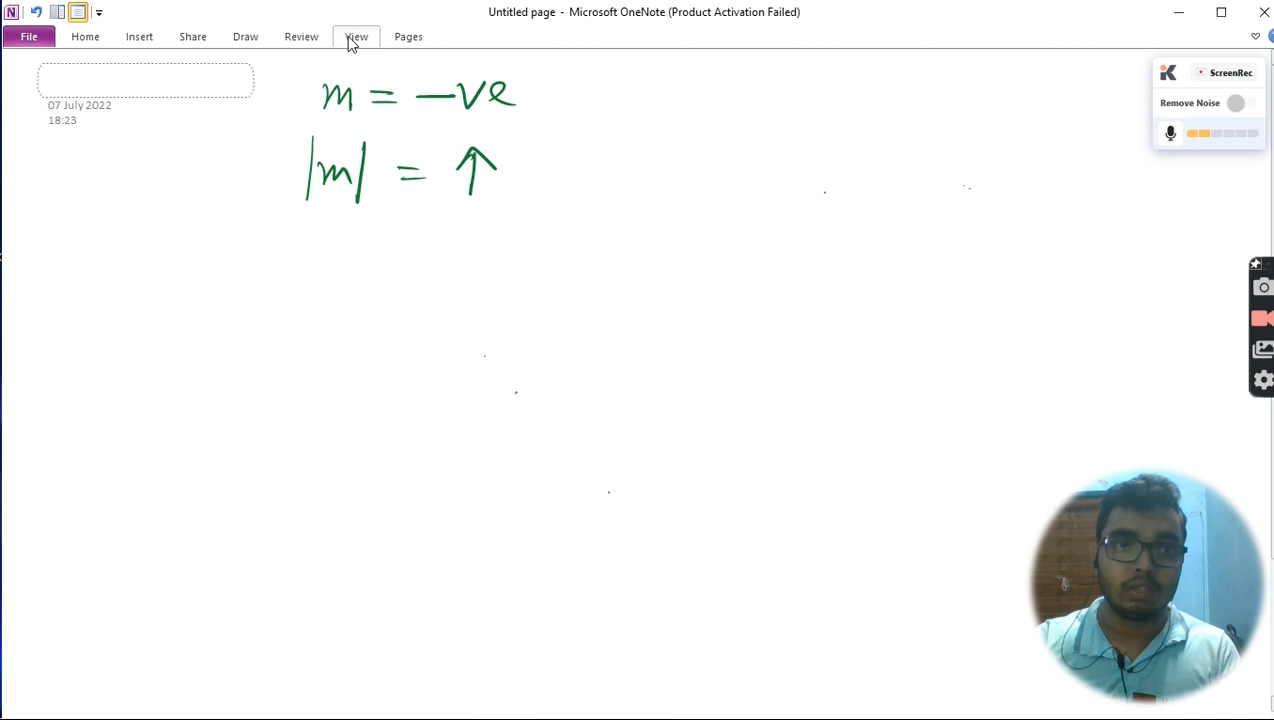 Untitled page - Microsoft OneNote (Product Activation Failed)
File Home Insert Share Draw Review View Pages
ScreenRec
Remove Noise
07 July 2022
18:23
m = -ve
|m| = ↑